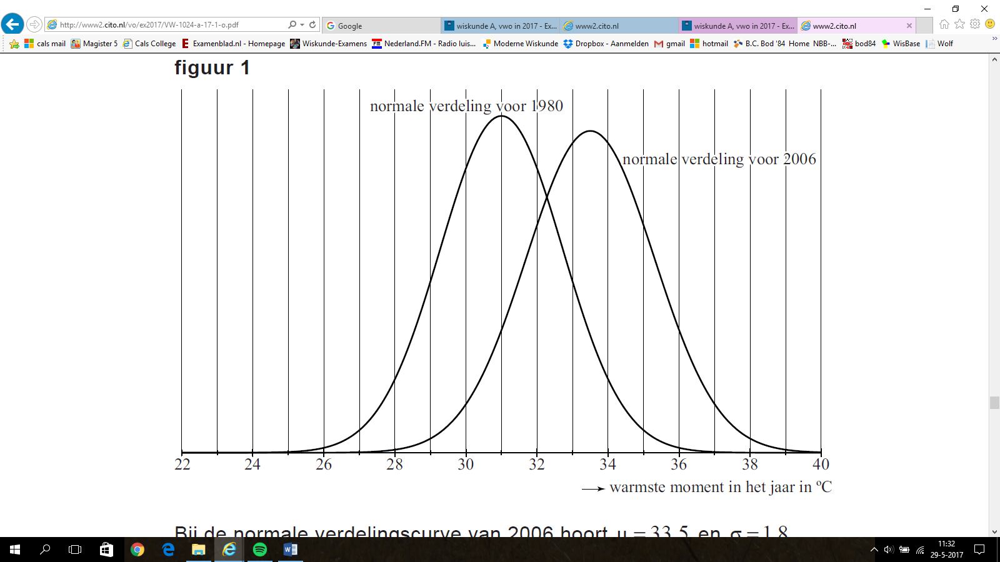 http://www2.cito.nl/vo/ex2017/VW-1024-a-17-1-o.pdf
Google
wiskunde A, vwo in 2017 - Ex...
www2.cito.nl
wiskunde A, vwo in 2017 - Ex...
www2.cito.nl
cals mail
Magister 5
Cals College
Examenblad.nl - Homepage
Wiskunde-Examens
Nederland.FM - Radio luis...
Moderne Wiskunde
Dropbox - Aanmelden
gmail
hotmail
B.C. Bod '84 Home NBB-...
bod84
WisBase
Wolf
figuur 1
normale verdeling voor 1980
normale verdeling voor 2006
22 24 26 28 30 32 34 36 38 40
warmste moment in het jaar in ºC
Bij de normale verdelingscurve van 2006 hoort μ = 33,5 en σ = 1,8
11:32
29-5-2017